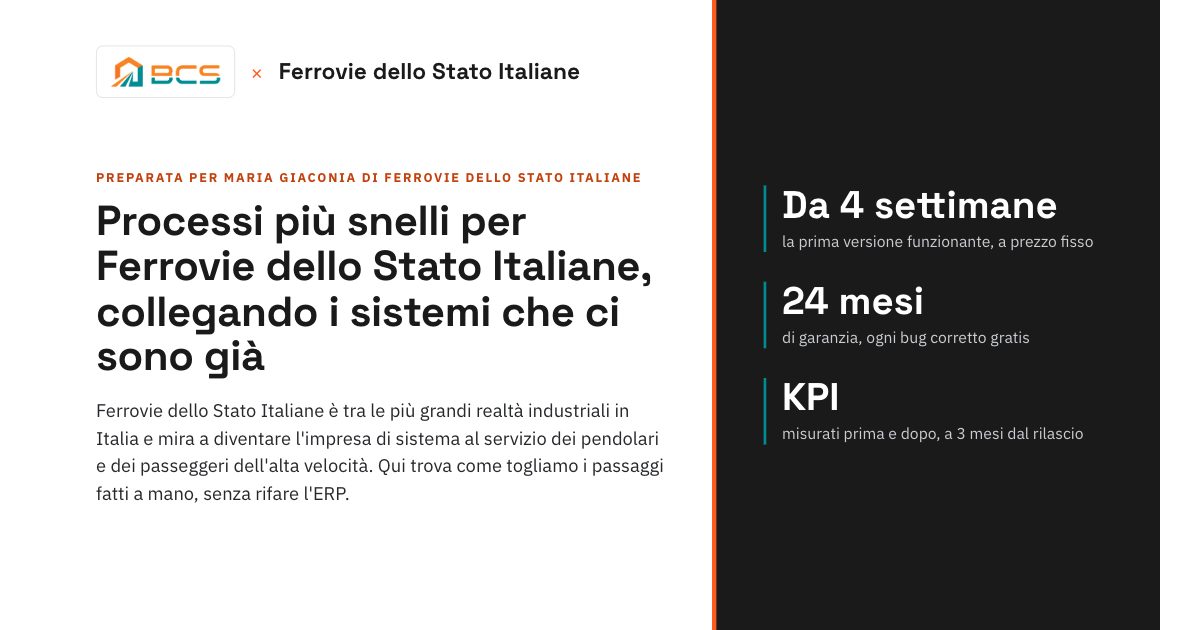 BCS × Ferrovie dello Stato Italiane
PREPARATA PER MARIA GIACONIA DI FERROVIE DELLO STATO ITALIANE
Processi più snelli per
Ferrovie dello Stato Italiane,
collegando i sistemi che ci
sono già
Ferrovie dello Stato Italiane è tra le più grandi realtà industriali in
Italia e mira a diventare l'impresa di sistema al servizio dei pendolari
e dei passeggeri dell'alta velocità. Qui trova come togliamo i passaggi
fatti a mano, senza rifare l'ERP.
Da 4 settimane
la prima versione funzionante, a prezzo fisso
24 mesi
di garanzia, ogni bug corretto gratis
KPI
misurati prima e dopo, a 3 mesi dal rilascio